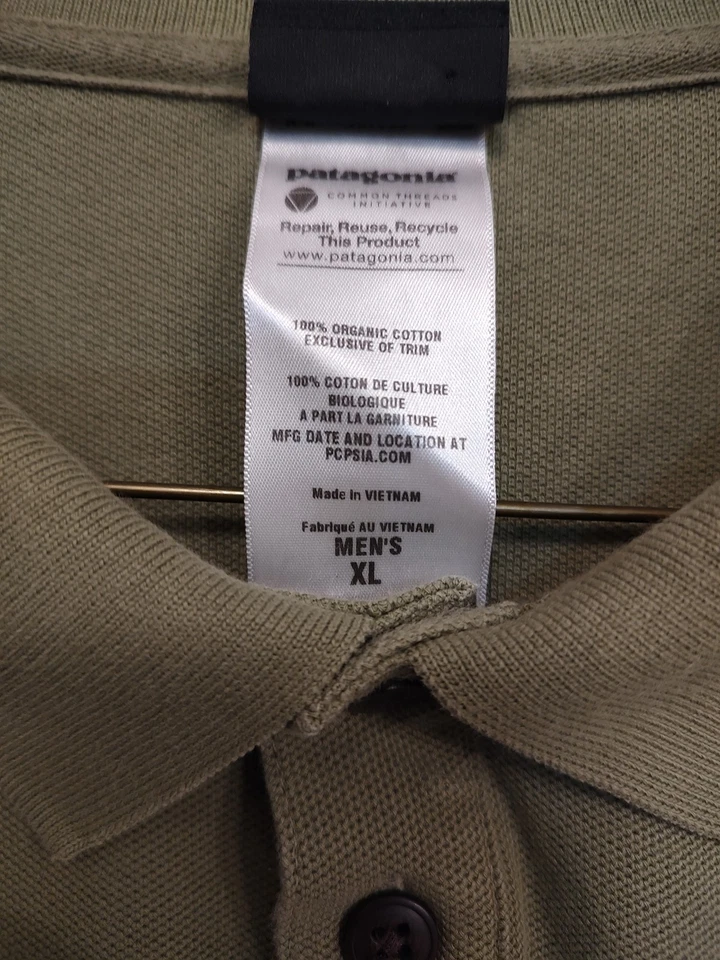 patagonia
COMMON THREADS
INITIATIVE
Repair, Reuse, Recycle
This Product
www.patagonia.com
100% ORGANIC COTTON
EXCLUSIVE OF TRIM
100% COTON DE CULTURE
BIOLOGIQUE
A PART LA GARNITURE
MFG DATE AND LOCATION AT
PCPSIA.COM
Made in VIETNAM
Fabriqué AU VIETNAM
MEN'S
XL